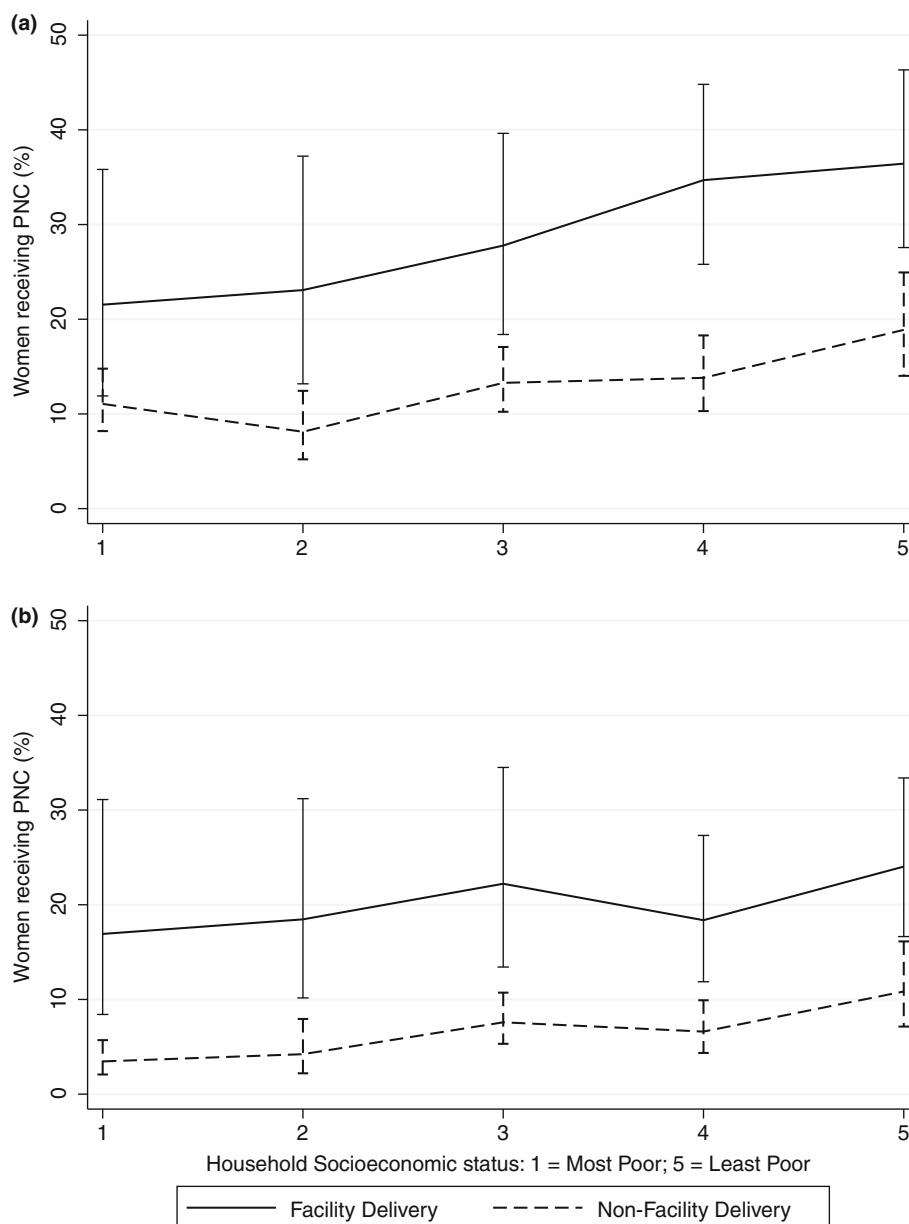 (a)
50
40
30
20
10
0
Women receiving PNC (%)
1 2 3 4 5
(b)
50
40
30
20
10
0
Women receiving PNC (%)
1 2 3 4 5
Household Socioeconomic status: 1 = Most Poor; 5 = Least Poor
Facility Delivery Non-Facility Delivery